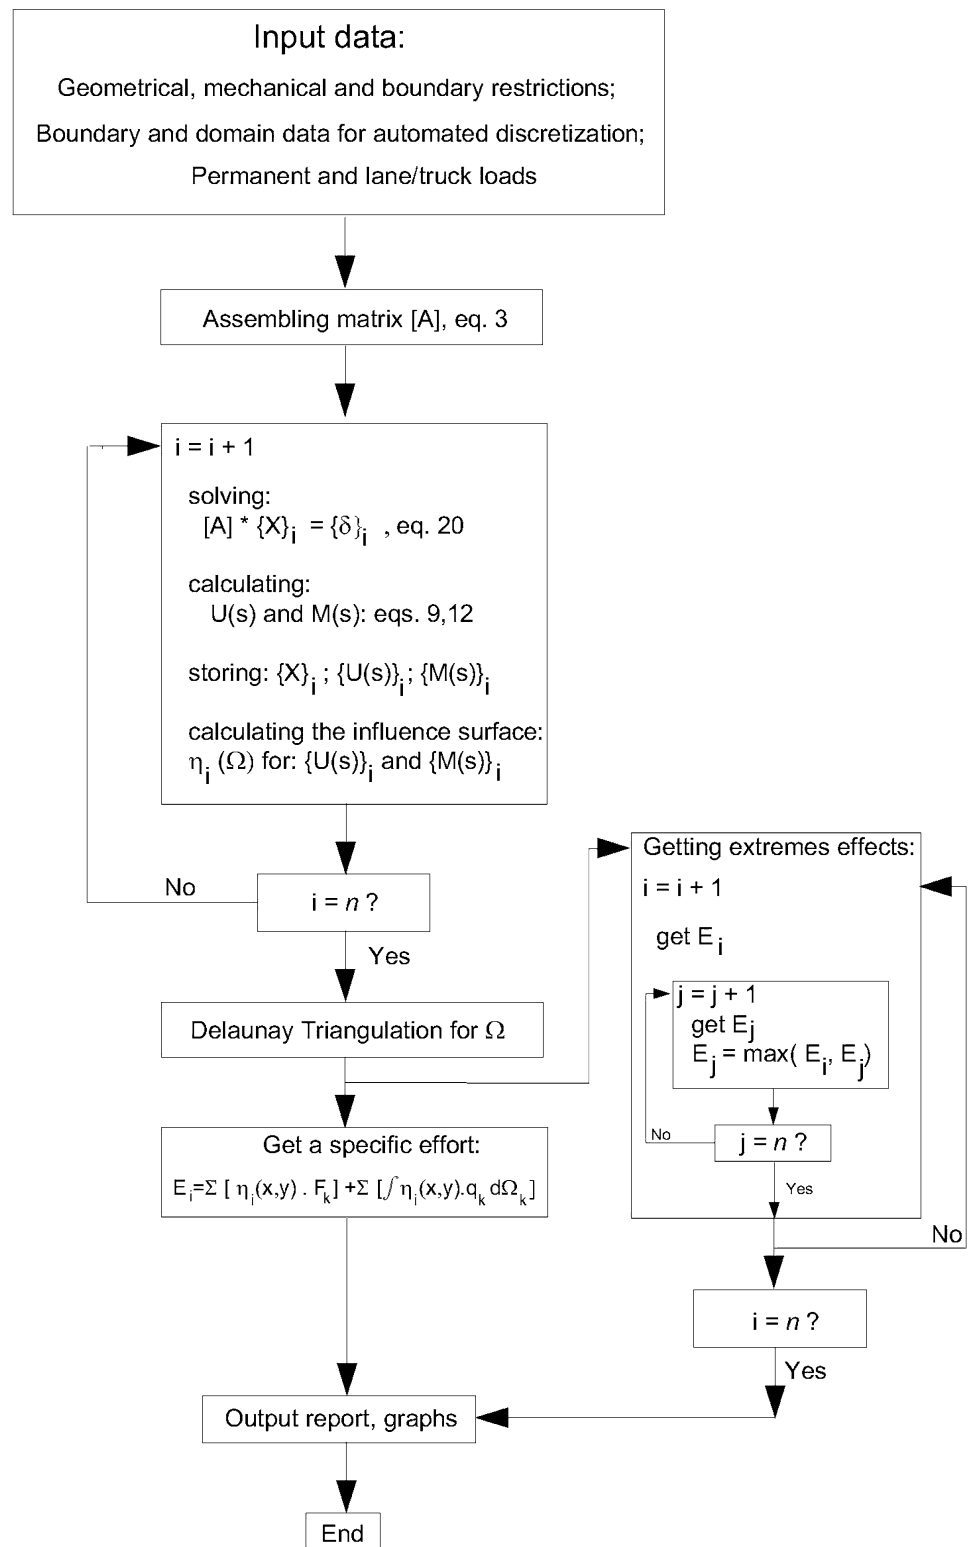 Input data:
Geometrical, mechanical and boundary restrictions;
Boundary and domain data for automated discretization;
Permanent and lane/truck loads
Assembling matrix [A], eq. 3
i = i + 1
solving:
[A] * {X}i = {δ}i , eq. 20
calculating:
U(s) and M(s): eqs. 9,12
storing: {X}i ; {U(s)}i; {M(s)}i
calculating the influence surface:
ηi (Ω) for: {U(s)}i and {M(s)}i
No
i = n ?
Yes
Delaunay Triangulation for Ω
Get a specific effort:
Ei=Σ [ ηi(x,y) . Fk] +Σ [∫ηi(x,y).qk dΩk]
Getting extremes effects:
i = i + 1
get Ei
j = j + 1
get Ej
Ej = max( Ei, Ej)
No
j = n ?
Yes
No
i = n ?
Yes
Output report, graphs
End